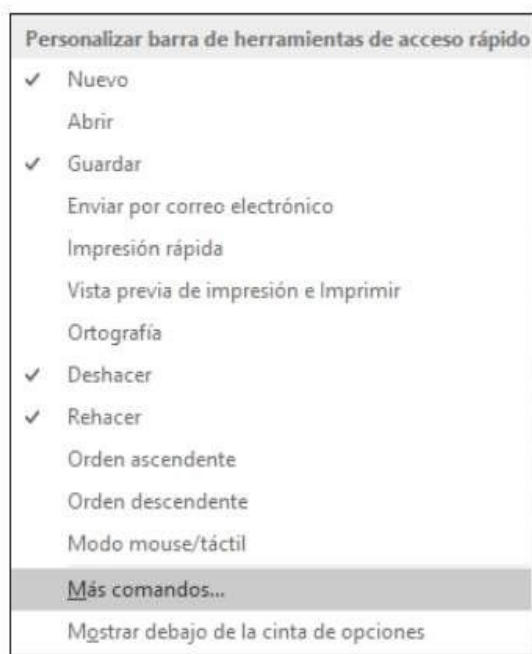 Personalizar barra de herramientas de acceso rápido
Nuevo
Abrir
Guardar
Enviar por correo electrónico
Impresión rápida
Vista previa de impresión e Imprimir
Ortografía
Deshacer
Rehacer
Orden ascendente
Orden descendente
Modo mouse/táctil
Más comandos...
Mostrar debajo de la cinta de opciones